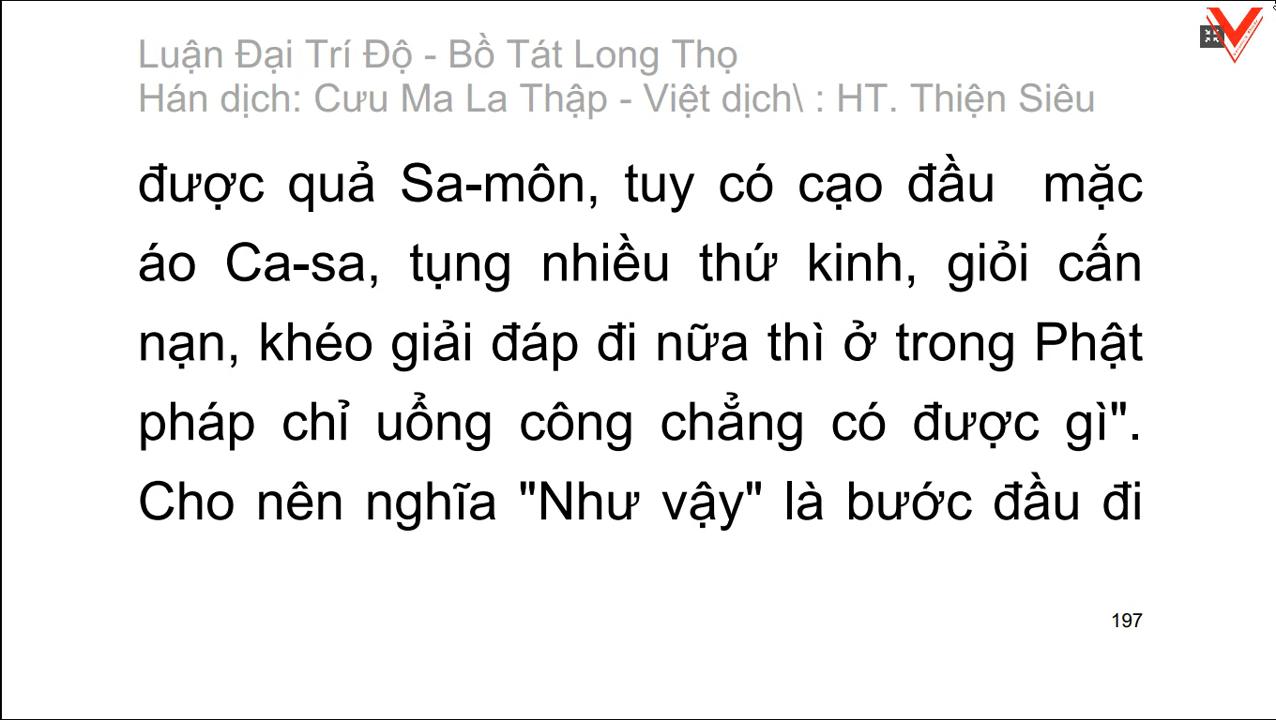 Luận Đại Trí Độ - Bồ Tát Long Thọ
Hán dịch: Cưu Ma La Thập - Việt dịch\ : HT. Thiện Siêu
được quả Sa-môn, tuy có cạo đầu mặc
áo Ca-sa, tụng nhiều thứ kinh, giỏi cấn
nạn, khéo giải đáp đi nữa thì ở trong Phật
pháp chỉ uổng công chẳng có được gì".
Cho nên nghĩa "Như vậy" là bước đầu đi
197